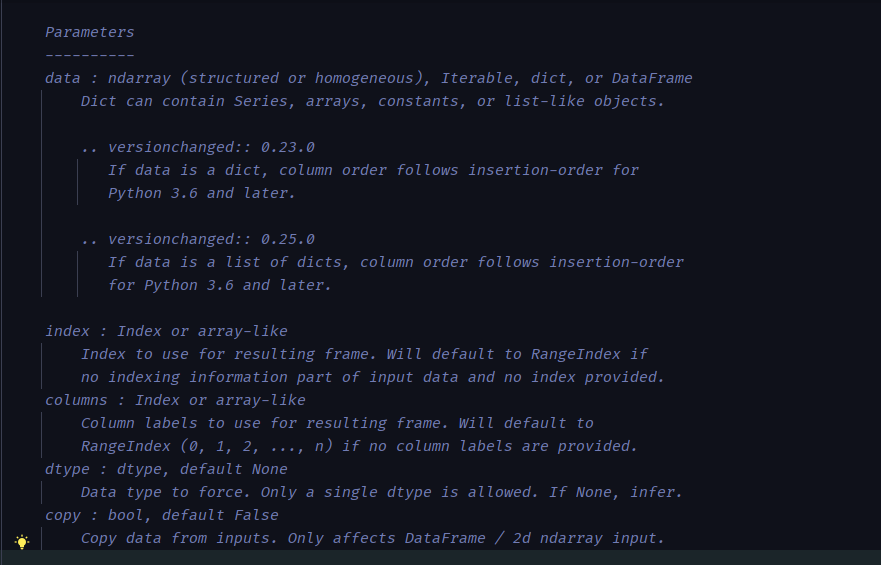 Parameters
----------
data : ndarray (structured or homogeneous), Iterable, dict, or DataFrame
Dict can contain Series, arrays, constants, or list-like objects.
.. versionchanged:: 0.23.0
If data is a dict, column order follows insertion-order for
Python 3.6 and later.
.. versionchanged:: 0.25.0
If data is a list of dicts, column order follows insertion-order
for Python 3.6 and later.
index : Index or array-like
Index to use for resulting frame. Will default to RangeIndex if
no indexing information part of input data and no index provided.
columns : Index or array-like
Column labels to use for resulting frame. Will default to
RangeIndex (0, 1, 2, ..., n) if no column labels are provided.
dtype : dtype, default None
Data type to force. Only a single dtype is allowed. If None, infer.
copy : bool, default False
Copy data from inputs. Only affects DataFrame / 2d ndarray input.